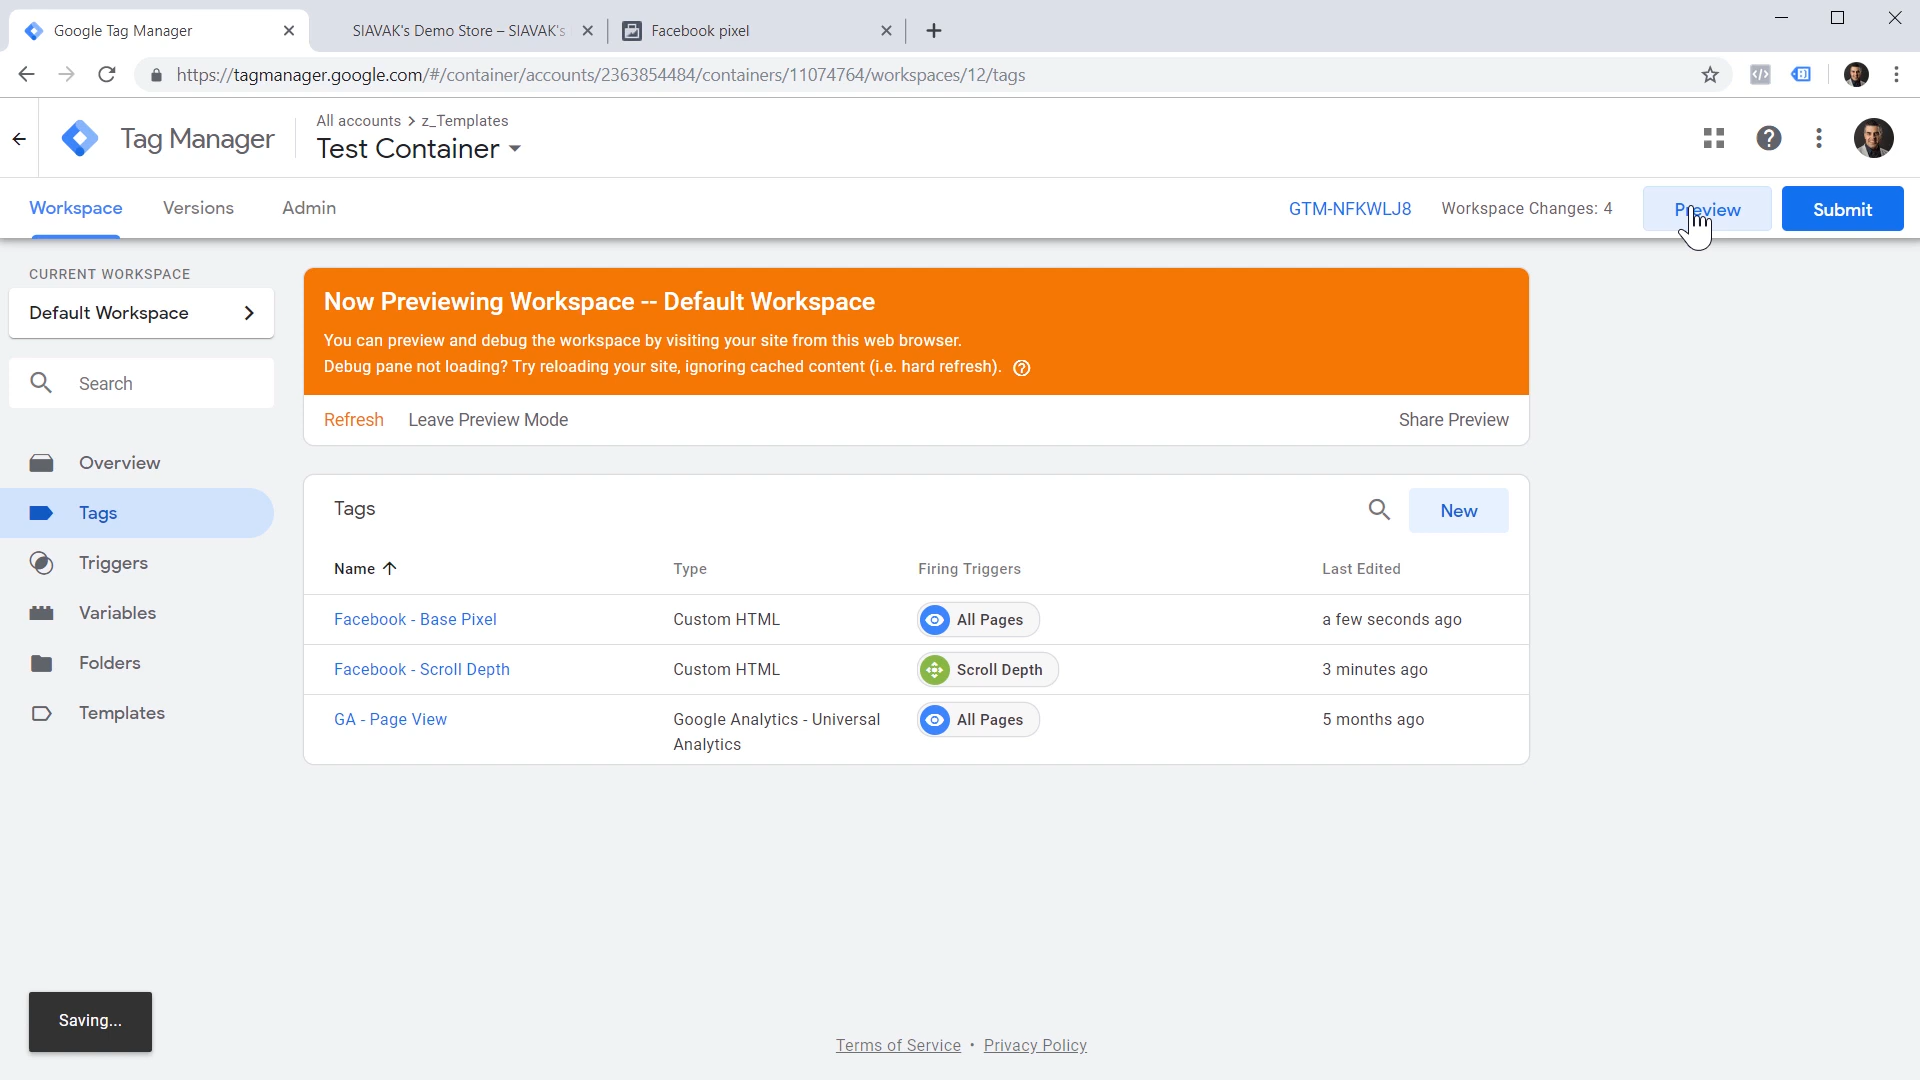 Google Tag Manager
SIAVAK's Demo Store – SIAVAK's
Facebook pixel
https://tagmanager.google.com/#/container/accounts/2363854484/containers/11074764/workspaces/12/tags
Tag Manager
All accounts > z_Templates
Test Container
Workspace
Versions
Admin
GTM-NFKWLJ8
Workspace Changes: 4
Preview
Submit
CURRENT WORKSPACE
Default Workspace
Search
Overview
Tags
Triggers
Variables
Folders
Templates
Now Previewing Workspace -- Default Workspace
You can preview and debug the workspace by visiting your site from this web browser.
Debug pane not loading? Try reloading your site, ignoring cached content (i.e. hard refresh).
Refresh
Leave Preview Mode
Share Preview
Tags
New
Name
Type
Firing Triggers
Last Edited
Facebook - Base Pixel
Custom HTML
All Pages
a few seconds ago
Facebook - Scroll Depth
Custom HTML
Scroll Depth
3 minutes ago
GA - Page View
Google Analytics - Universal
Analytics
All Pages
5 months ago
Saving...
Terms of Service • Privacy Policy